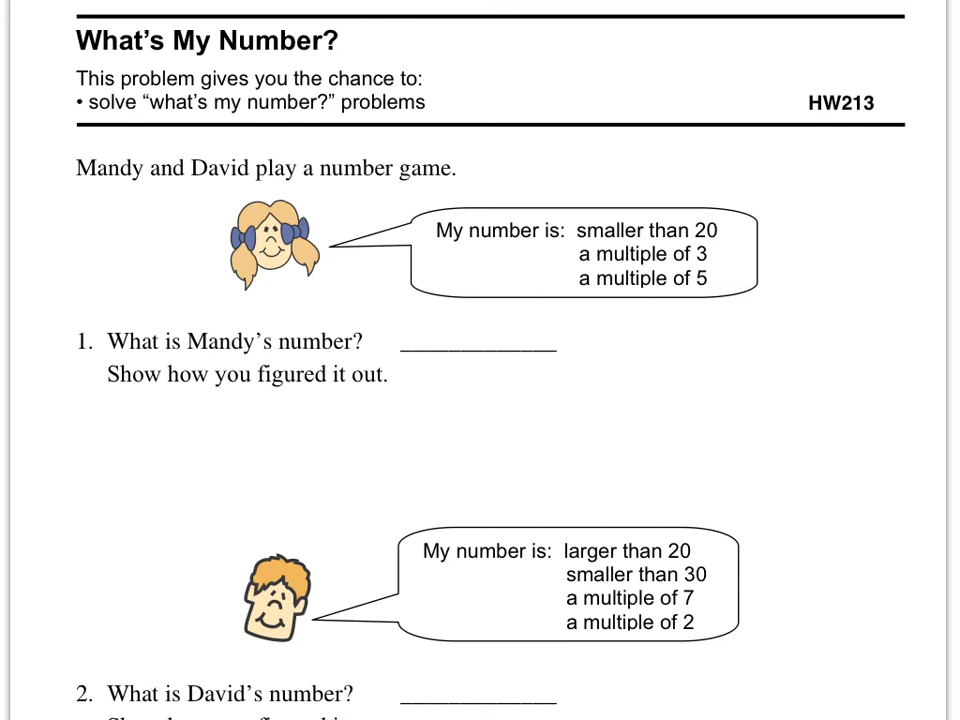 What's My Number?
This problem gives you the chance to:
• solve “what's my number?” problems
HW213
Mandy and David play a number game.
My number is: smaller than 20
a multiple of 3
a multiple of 5
1. What is Mandy's number? _____________
Show how you figured it out.
My number is: larger than 20
smaller than 30
a multiple of 7
a multiple of 2
2. What is David's number? _____________